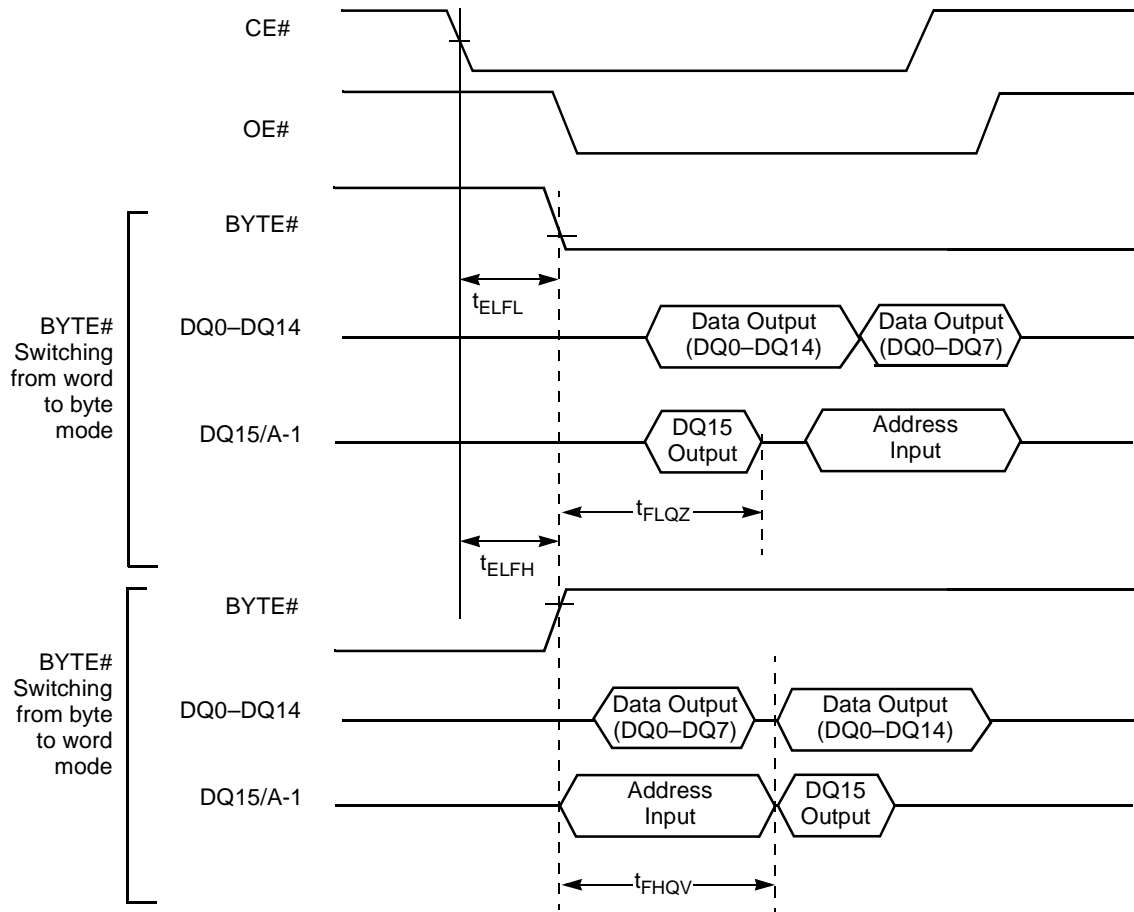 CE#
OE#
BYTE#
tELFL
BYTE#
Switching
from word
to byte
mode
DQ0–DQ14
Data Output
(DQ0–DQ14)
Data Output
(DQ0–DQ7)
DQ15/A-1
DQ15
Output
Address
Input
tFLQZ
tELFH
BYTE#
BYTE#
Switching
from byte
to word
mode
DQ0–DQ14
Data Output
(DQ0–DQ7)
Data Output
(DQ0–DQ14)
DQ15/A-1
Address
Input
DQ15
Output
tFHQV